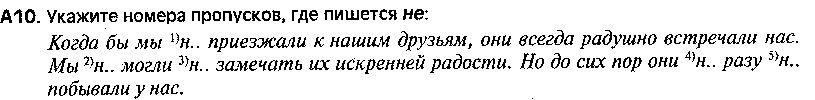 А10. Укажите номера пропусков, где пишется не:
Когда бы мы ¹⁾н.. приезжали к нашим друзьям, они всегда радушно встречали нас.
Мы ²⁾н.. могли ³⁾н.. замечать их искренней радости. Но до сих пор они ⁴⁾н.. разу ⁵⁾н..
побывали у нас.